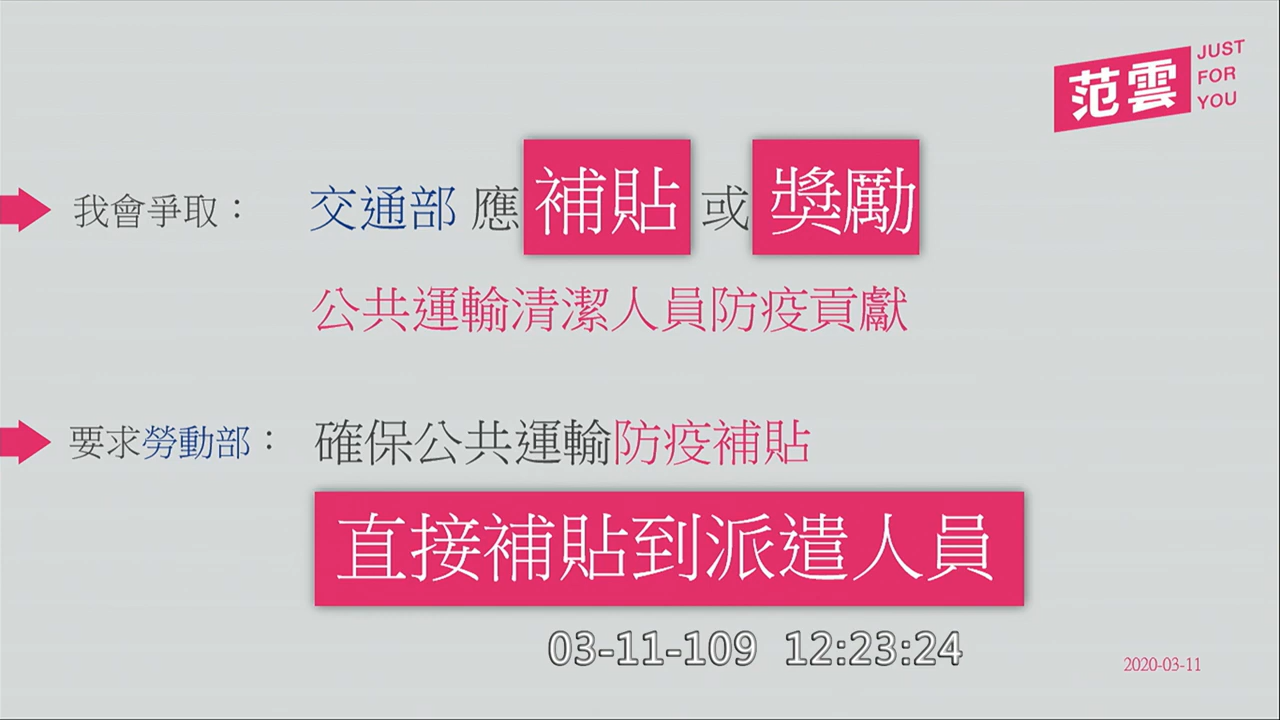 范雲
JUST
FOR
YOU
我會爭取： 交通部 應 補貼 或 獎勵
公共運輸清潔人員防疫貢獻
要求勞動部： 確保公共運輸防疫補貼
直接補貼到派遣人員
03-11-109 12:23:24
2020-03-11